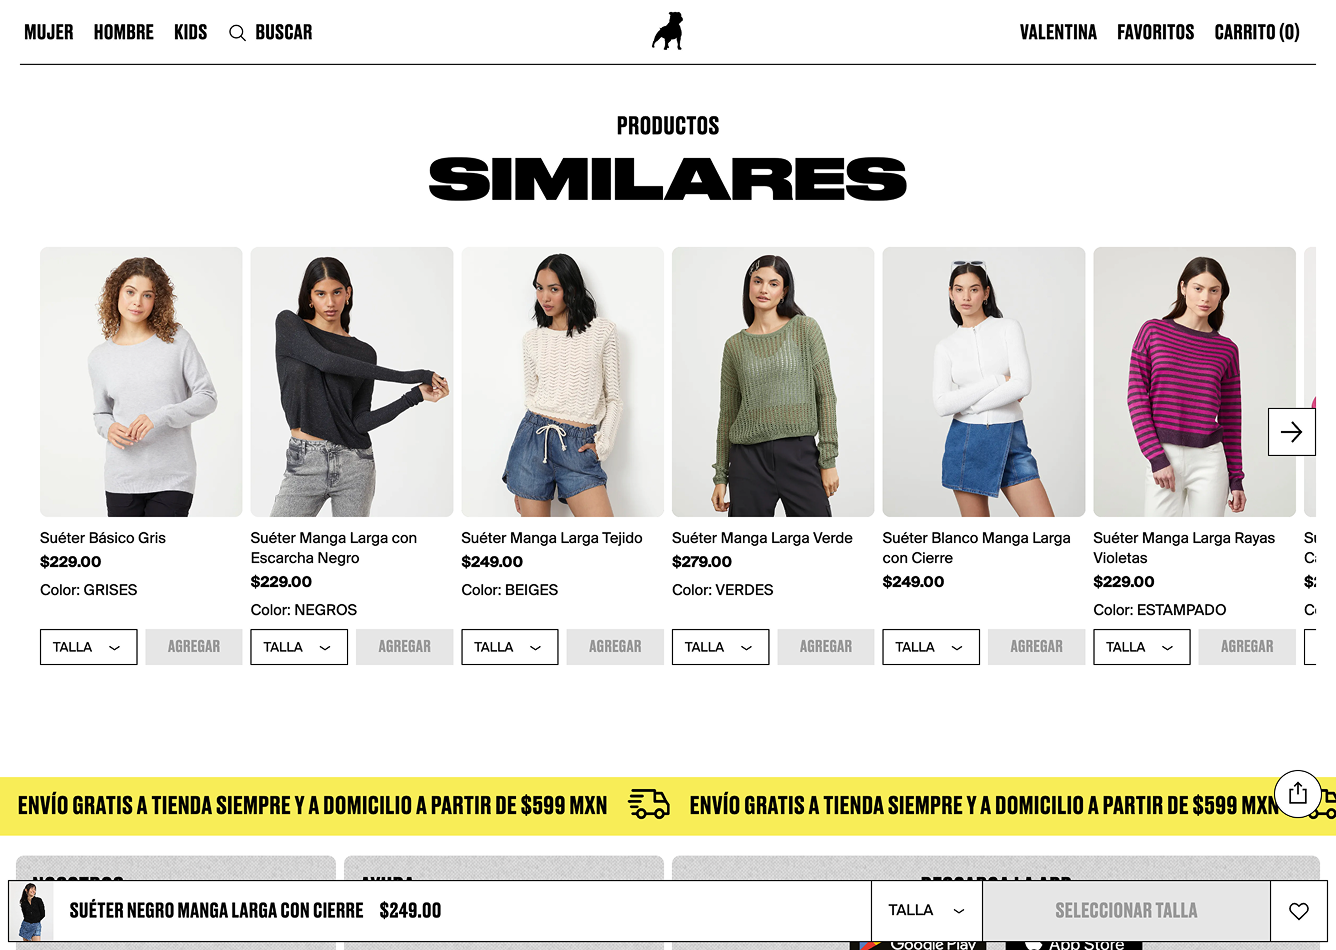 MUJER HOMBRE KIDS BUSCAR VALENTINA FAVORITOS CARRITO (0)
PRODUCTOS
SIMILARES
Suéter Básico Gris
$229.00
Color: GRISES
TALLA AGREGAR
Suéter Manga Larga con
Escarcha Negro
$229.00
Color: NEGROS
TALLA AGREGAR
Suéter Manga Larga Tejido
$249.00
Color: BEIGES
TALLA AGREGAR
Suéter Manga Larga Verde
$279.00
Color: VERDES
TALLA AGREGAR
Suéter Blanco Manga Larga
con Cierre
$249.00
TALLA AGREGAR
Suéter Manga Larga Rayas
Violetas
$229.00
Color: ESTAMPADO
TALLA AGREGAR
ENVÍO GRATIS A TIENDA SIEMPRE Y A DOMICILIO A PARTIR DE $599 MXN ENVÍO GRATIS A TIENDA SIEMPRE Y A DOMICILIO A PARTIR DE $599 MXN
NOSOTROS AYUDA DESCARGA LA APP
SUÉTER NEGRO MANGA LARGA CON CIERRE $249.00 TALLA SELECCIONAR TALLA
Google Play App Store